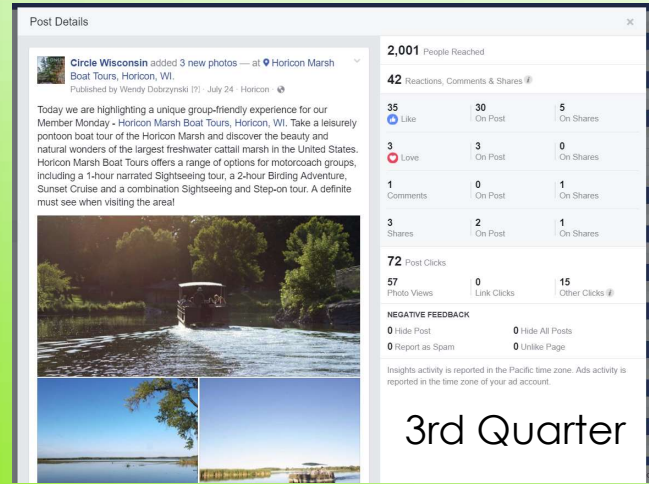 Post Details
Circle Wisconsin added 3 new photos — at Horicon Marsh
Boat Tours, Horicon, WI.
Published by Wendy Dobrzynski [?] · July 24 · Horicon ·
Today we are highlighting a unique group-friendly experience for our
Member Monday - Horicon Marsh Boat Tours, Horicon, WI. Take a leisurely
pontoon boat tour of the Horicon Marsh and discover the beauty and
natural wonders of the largest freshwater cattail marsh in the United States.
Horicon Marsh Boat Tours offers a range of options for motorcoach groups,
including a 1-hour narrated Sightseeing tour, a 2-hour Birding Adventure,
Sunset Cruise and a combination Sightseeing and Step-on tour. A definite
must see when visiting the area!
2,001 People Reached
42 Reactions, Comments & Shares
35 30 5
Like On Post On Shares
3 3 0
Love On Post On Shares
1 0 1
Comments On Post On Shares
3 2 1
Shares On Post On Shares
72 Post Clicks
57 0 15
Photo Views Link Clicks Other Clicks
NEGATIVE FEEDBACK
0 Hide Post 0 Hide All Posts
0 Report as Spam 0 Unlike Page
Insights activity is reported in the Pacific time zone. Ads activity is
reported in the time zone of your ad account.
3rd Quarter